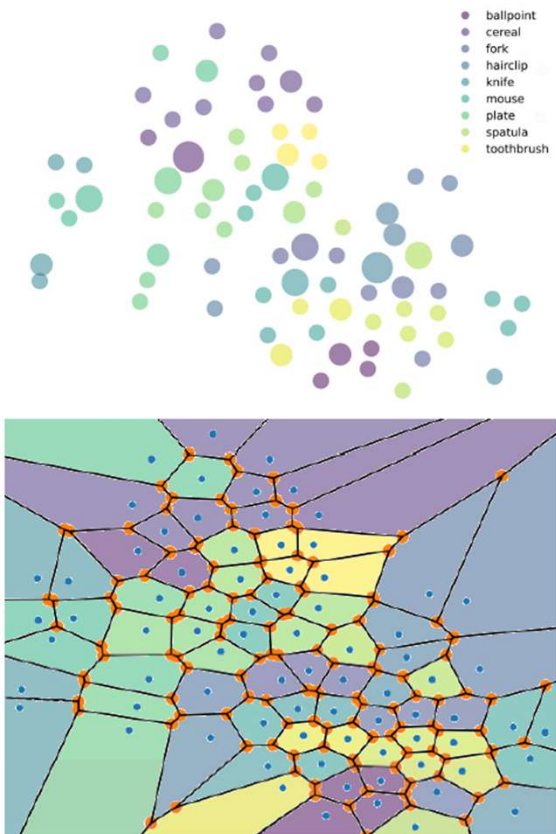 ballpoint
cereal
fork
hairclip
knife
mouse
plate
spatula
toothbrush